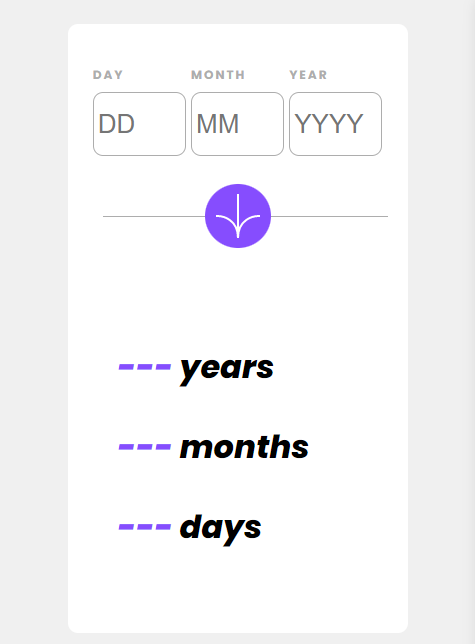 DAY MONTH YEAR
DD MM YYYY
--- years
--- months
--- days